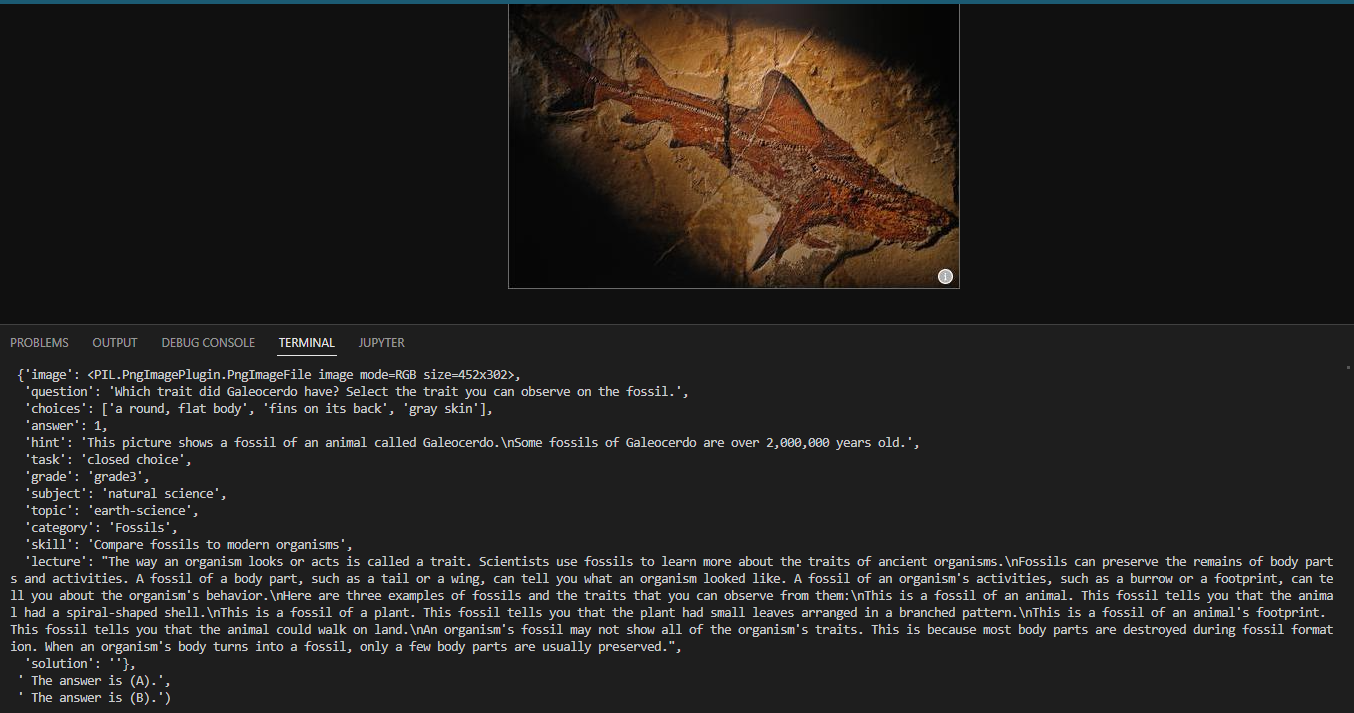 PROBLEMS OUTPUT DEBUG CONSOLE TERMINAL JUPYTER
{'image': <PIL.PngImagePlugin.PngImageFile image mode=RGB size=452x302>,
'question': 'Which trait did Galeocerdo have? Select the trait you can observe on the fossil.',
'choices': ['a round, flat body', 'fins on its back', 'gray skin'],
'answer': 1,
'hint': 'This picture shows a fossil of an animal called Galeocerdo.\nSome fossils of Galeocerdo are over 2,000,000 years old.',
'task': 'closed choice',
'grade': 'grade3',
'subject': 'natural science',
'topic': 'earth-science',
'category': 'Fossils',
'skill': 'Compare fossils to modern organisms',
'lecture': "The way an organism looks or acts is called a trait. Scientists use fossils to learn more about the traits of ancient organisms.\nFossils can preserve the remains of body part
s and activities. A fossil of a body part, such as a tail or a wing, can tell you what an organism looked like. A fossil of an organism's activities, such as a burrow or a footprint, can te
ll you about the organism's behavior.\nHere are three examples of fossils and the traits that you can observe from them:\nThis is a fossil of an animal. This fossil tells you that the anima
l had a spiral-shaped shell.\nThis is a fossil of a plant. This fossil tells you that the plant had small leaves arranged in a branched pattern.\nThis is a fossil of an animal's footprint.
This fossil tells you that the animal could walk on land.\nAn organism's fossil may not show all of the organism's traits. This is because most body parts are destroyed during fossil format
ion. When an organism's body turns into a fossil, only a few body parts are usually preserved.",
'solution': ''},
' The answer is (A).',
' The answer is (B).')